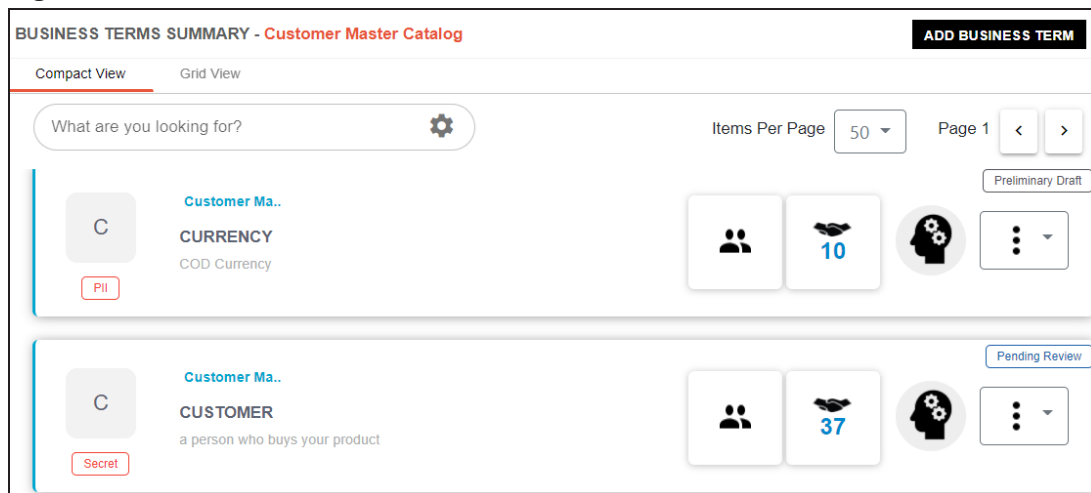 BUSINESS TERMS SUMMARY - Customer Master Catalog
ADD BUSINESS TERM
Compact View
Grid View
What are you looking for?
Items Per Page
50
Page 1
Preliminary Draft
C
Customer Ma..
CURRENCY
COD Currency
PII
10
Pending Review
C
Customer Ma..
CUSTOMER
a person who buys your product
Secret
37